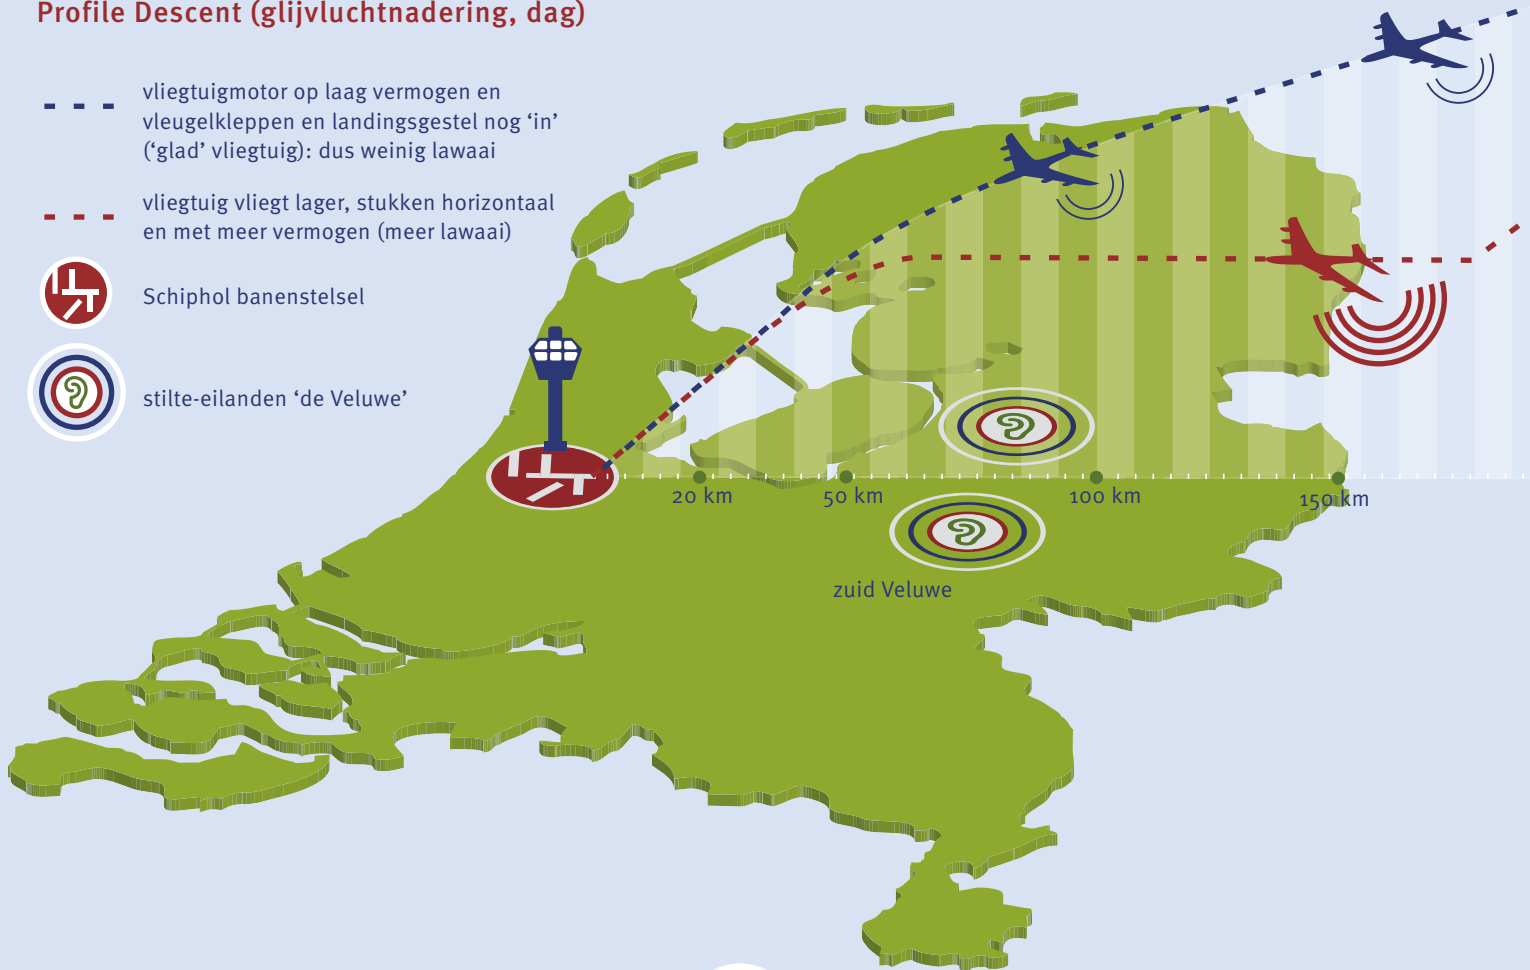 Profile Descent (glijvluchtnadering, dag)
vliegtuigmotor op laag vermogen en
vleugelkleppen en landingsgestel nog ‘in’
(‘glad’ vliegtuig): dus weinig lawaai
vliegtuig vliegt lager, stukken horizontaal
en met meer vermogen (meer lawaai)
Schiphol banenstelsel
stilte-eilanden ‘de Veluwe’
20 km
50 km
100 km
150 km
zuid Veluwe